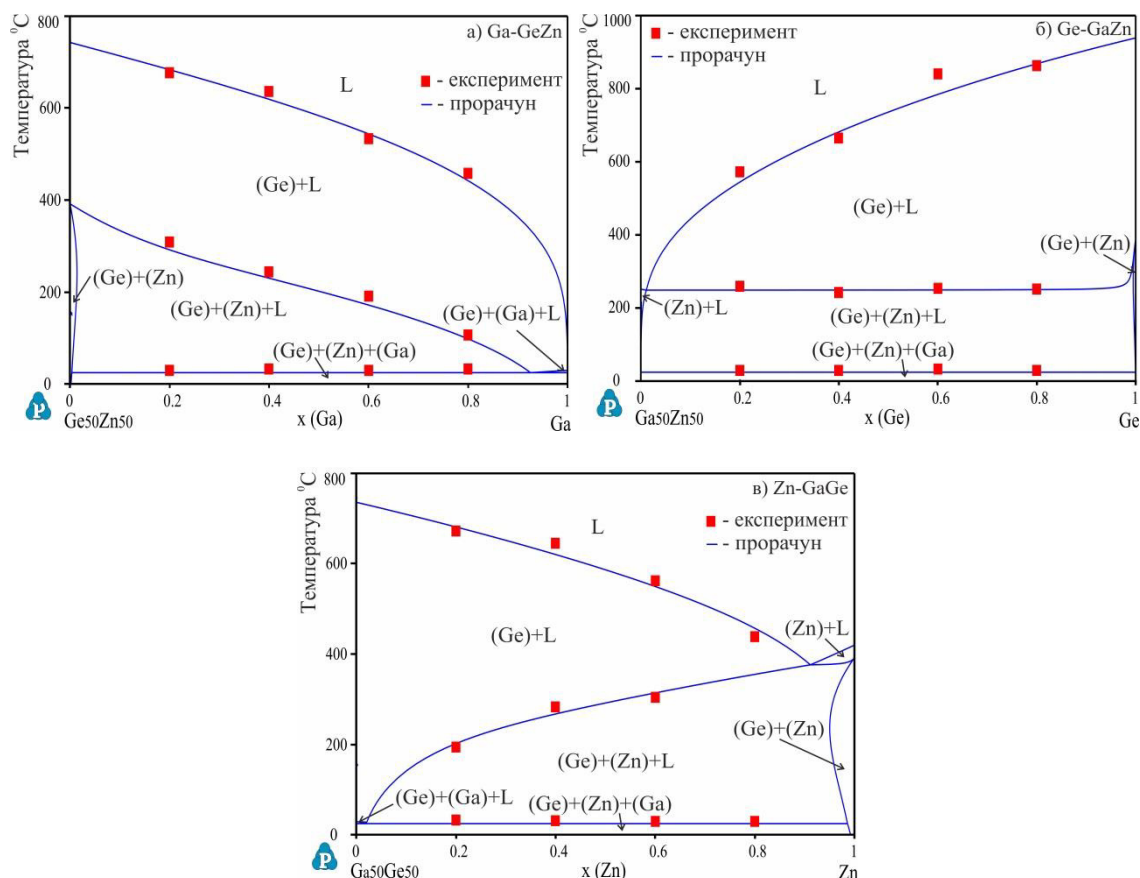 а) Ga-GeZn
- експеримент
- прорачун
Температура ⁰C
800
600
400
200
0
L
(Ge)+L
(Ge)+(Zn)
(Ge)+(Zn)+L
(Ge)+(Ga)+L
(Ge)+(Zn)+(Ga)
0
0.2
0.4
0.6
0.8
1
Ge50Zn50
x (Ga)
Ga
P
б) Ge-GaZn
- експеримент
- прорачун
Температура ⁰C
1000
800
600
400
200
0
L
(Ge)+L
(Ge)+(Zn)
(Zn)+L
(Ge)+(Zn)+L
(Ge)+(Zn)+(Ga)
0
0.2
0.4
0.6
0.8
1
Ga50Zn50
x (Ge)
Ge
P
в) Zn-GaGe
- експеримент
- прорачун
Температура ⁰C
800
600
400
200
0
L
(Zn)+L
(Ge)+L
(Ge)+(Zn)
(Ge)+(Zn)+L
(Ge)+(Ga)+L
(Ge)+(Zn)+(Ga)
0
0.2
0.4
0.6
0.8
1
Ga50Ge50
x (Zn)
Zn
P